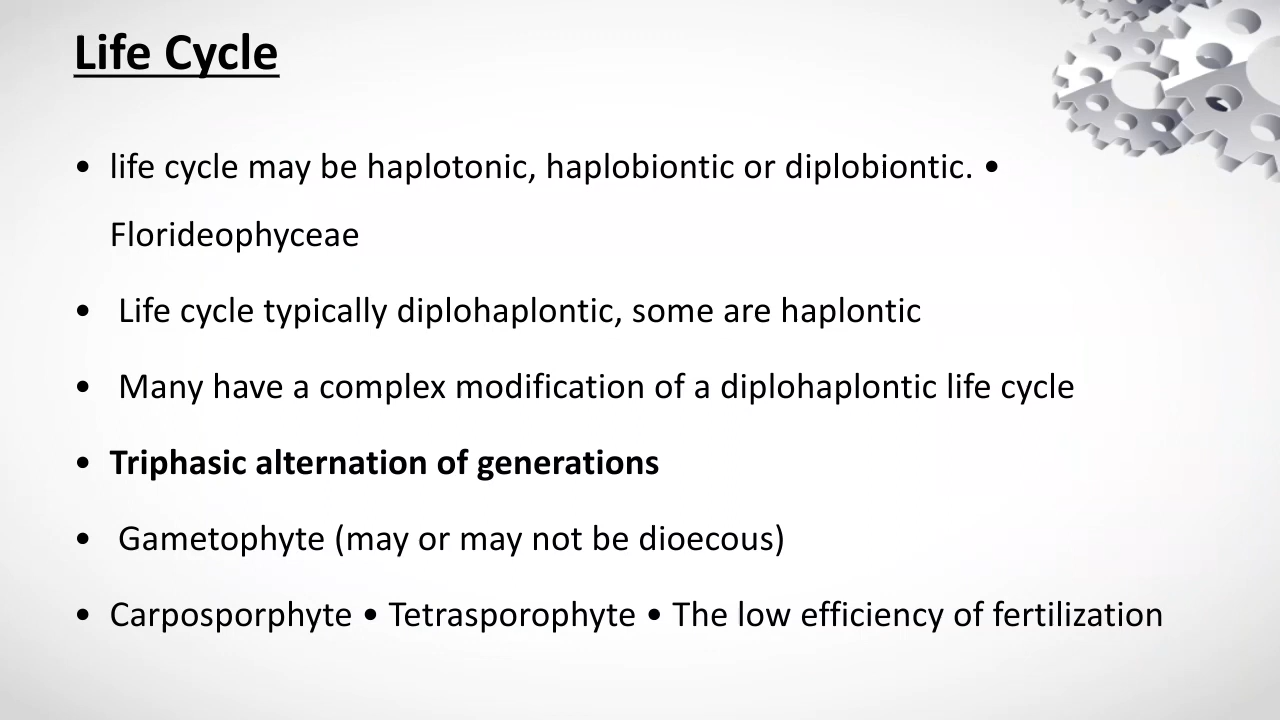 Life Cycle
• life cycle may be haplotonic, haplobiontic or diplobiontic. •
Florideophyceae
• Life cycle typically diplohaplontic, some are haplontic
• Many have a complex modification of a diplohaplontic life cycle
• Triphasic alternation of generations
• Gametophyte (may or may not be dioecous)
• Carposporphyte • Tetrasporophyte • The low efficiency of fertilization